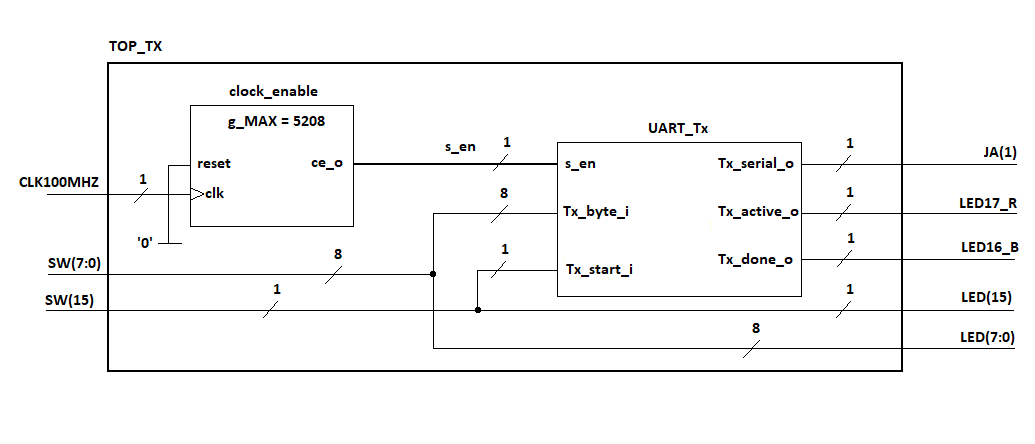 TOP_TX
clock_enable
g_MAX = 5208
reset
ce_o
clk
CLK100MHZ
1
'0'
s_en
1
UART_Tx
s_en
Tx_serial_o
Tx_byte_i
Tx_active_o
Tx_start_i
Tx_done_o
8
1
1
JA(1)
1
LED17_R
1
LED16_B
SW(7:0)
8
SW(15)
1
1
LED(15)
8
LED(7:0)